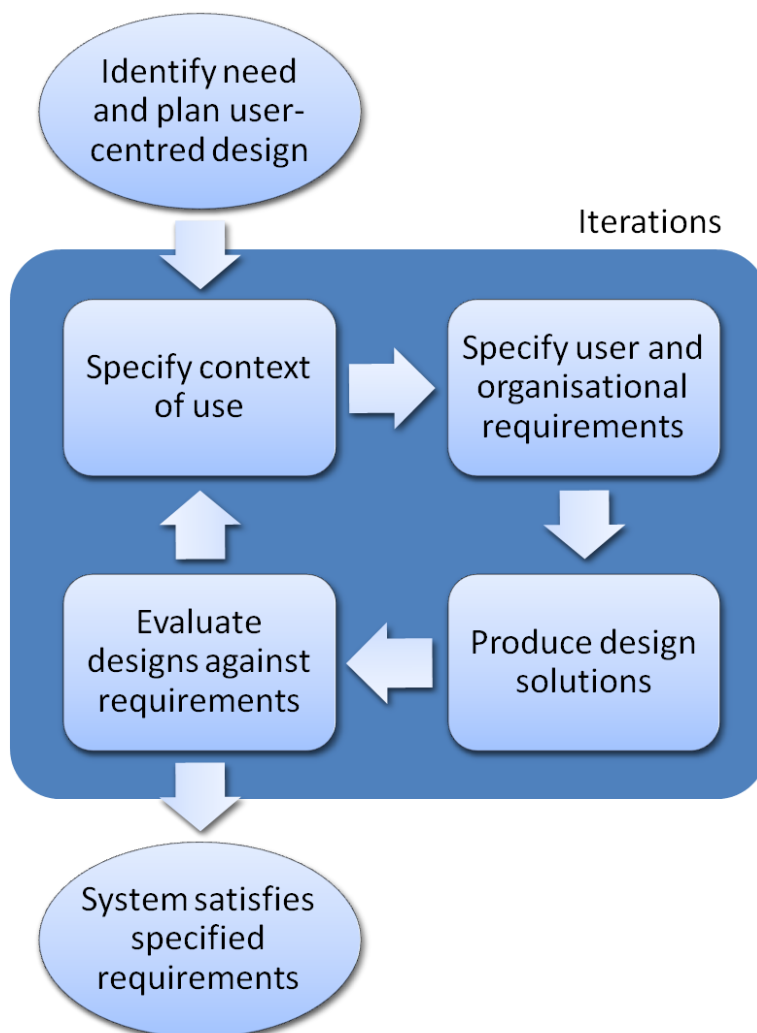 Identify need
and plan user-
centred design
Iterations
Specify context
of use
Specify user and
organisational
requirements
Evaluate
designs against
requirements
Produce design
solutions
System satisfies
specified
requirements